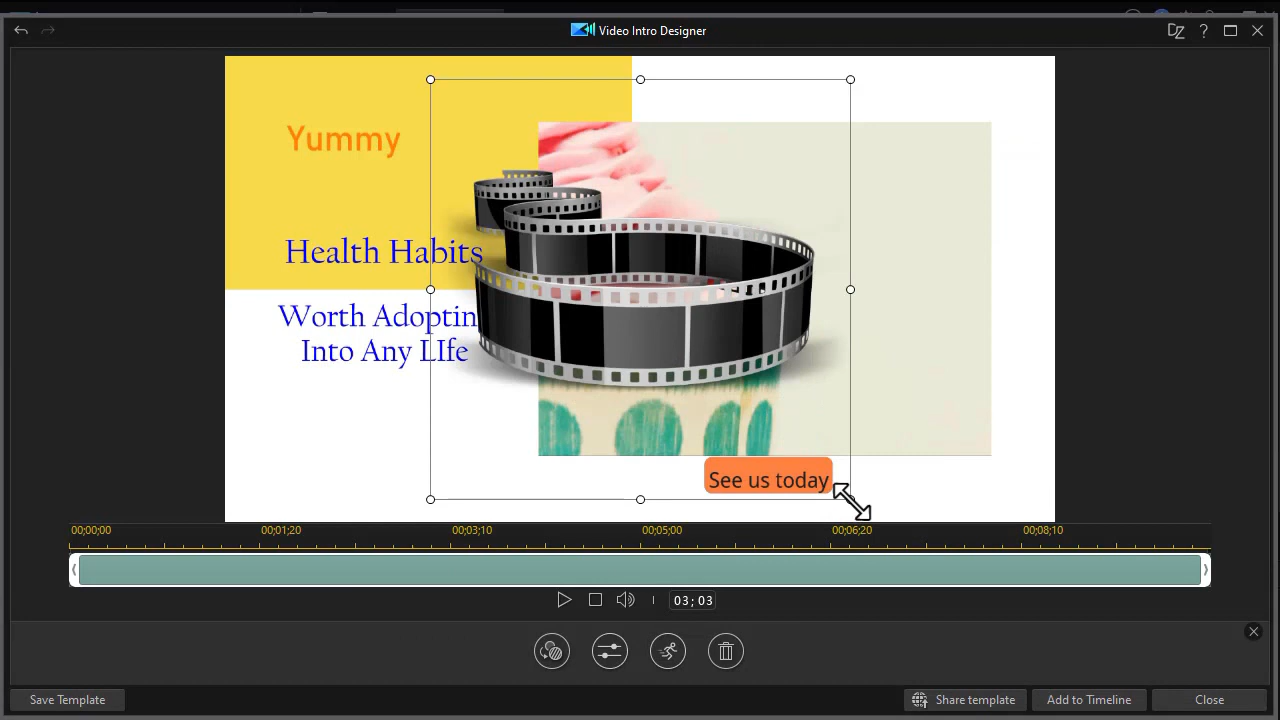 Video Intro Designer
?
Yummy
Health Habits
Worth Adoptin
Into Any LIfe
See us today
00;00;00
00;01;20
00;03;10
00;05;00
00;06;20
00;08;10
03 ; 03
Save Template
Share template
Add to Timeline
Close